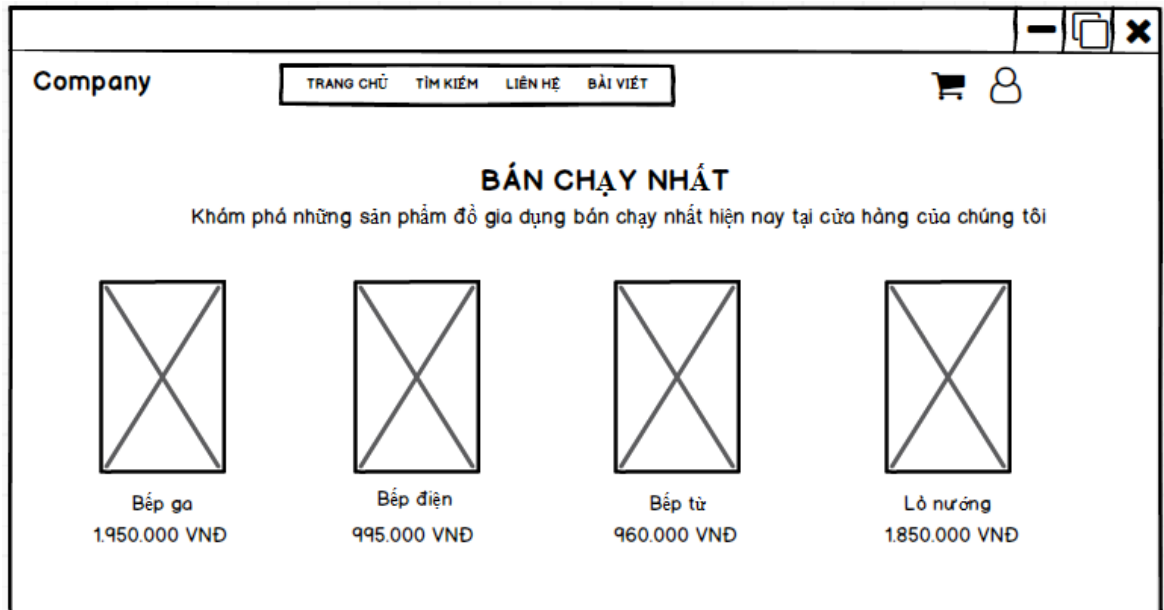 Company
TRANG CHỦ TÌM KIẾM LIÊN HỆ BÀI VIẾT
BÁN CHẠY NHẤT
Khám phá những sản phẩm đồ gia dụng bán chạy nhất hiện nay tại cửa hàng của chúng tôi
Bếp ga Bếp điện Bếp từ Lò nướng
1.950.000 VNĐ 995.000 VNĐ 960.000 VNĐ 1.850.000 VNĐ